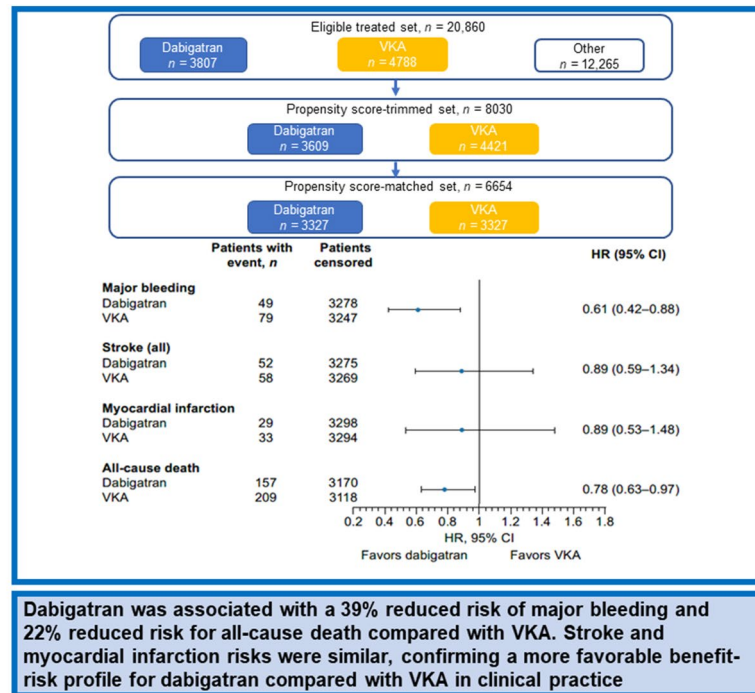 Eligible treated set, n = 20,860
Dabigatran
n = 3807
VKA
n = 4788
Other
n = 12,265
Propensity score-trimmed set, n = 8030
Dabigatran
n = 3609
VKA
n = 4421
Propensity score-matched set, n = 6654
Dabigatran
n = 3327
VKA
n = 3327
Patients with event, n
Patients censored
HR (95% CI)
Major bleeding
Dabigatran 49 3278 0.61 (0.42–0.88)
VKA 79 3247
Stroke (all)
Dabigatran 52 3275 0.89 (0.59–1.34)
VKA 58 3269
Myocardial infarction
Dabigatran 29 3298 0.89 (0.53–1.48)
VKA 33 3294
All-cause death
Dabigatran 157 3170 0.78 (0.63–0.97)
VKA 209 3118
0.2 0.4 0.6 0.8 1 1.2 1.4 1.6 1.8
HR, 95% CI
Favors dabigatran Favors VKA
Dabigatran was associated with a 39% reduced risk of major bleeding and
22% reduced risk for all-cause death compared with VKA. Stroke and
myocardial infarction risks were similar, confirming a more favorable benefit-
risk profile for dabigatran compared with VKA in clinical practice